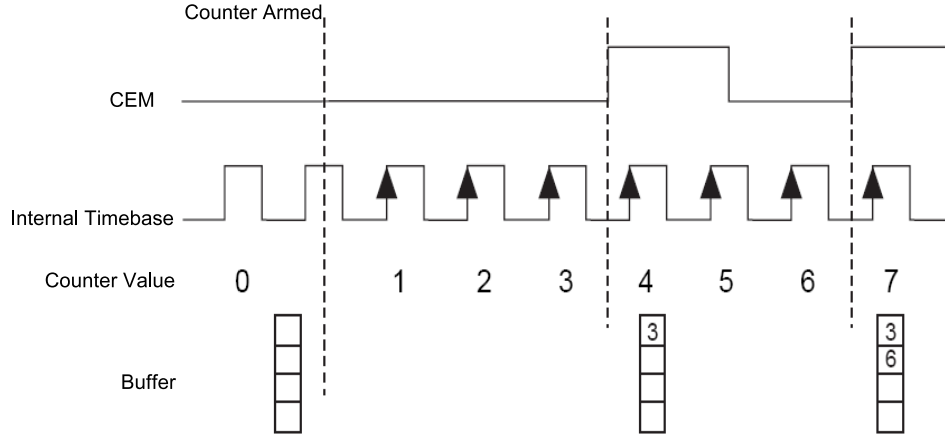 Counter Armed
CEM
Internal Timebase
Counter Value 0 1 2 3 4 5 6 7
3 3
Buffer 6